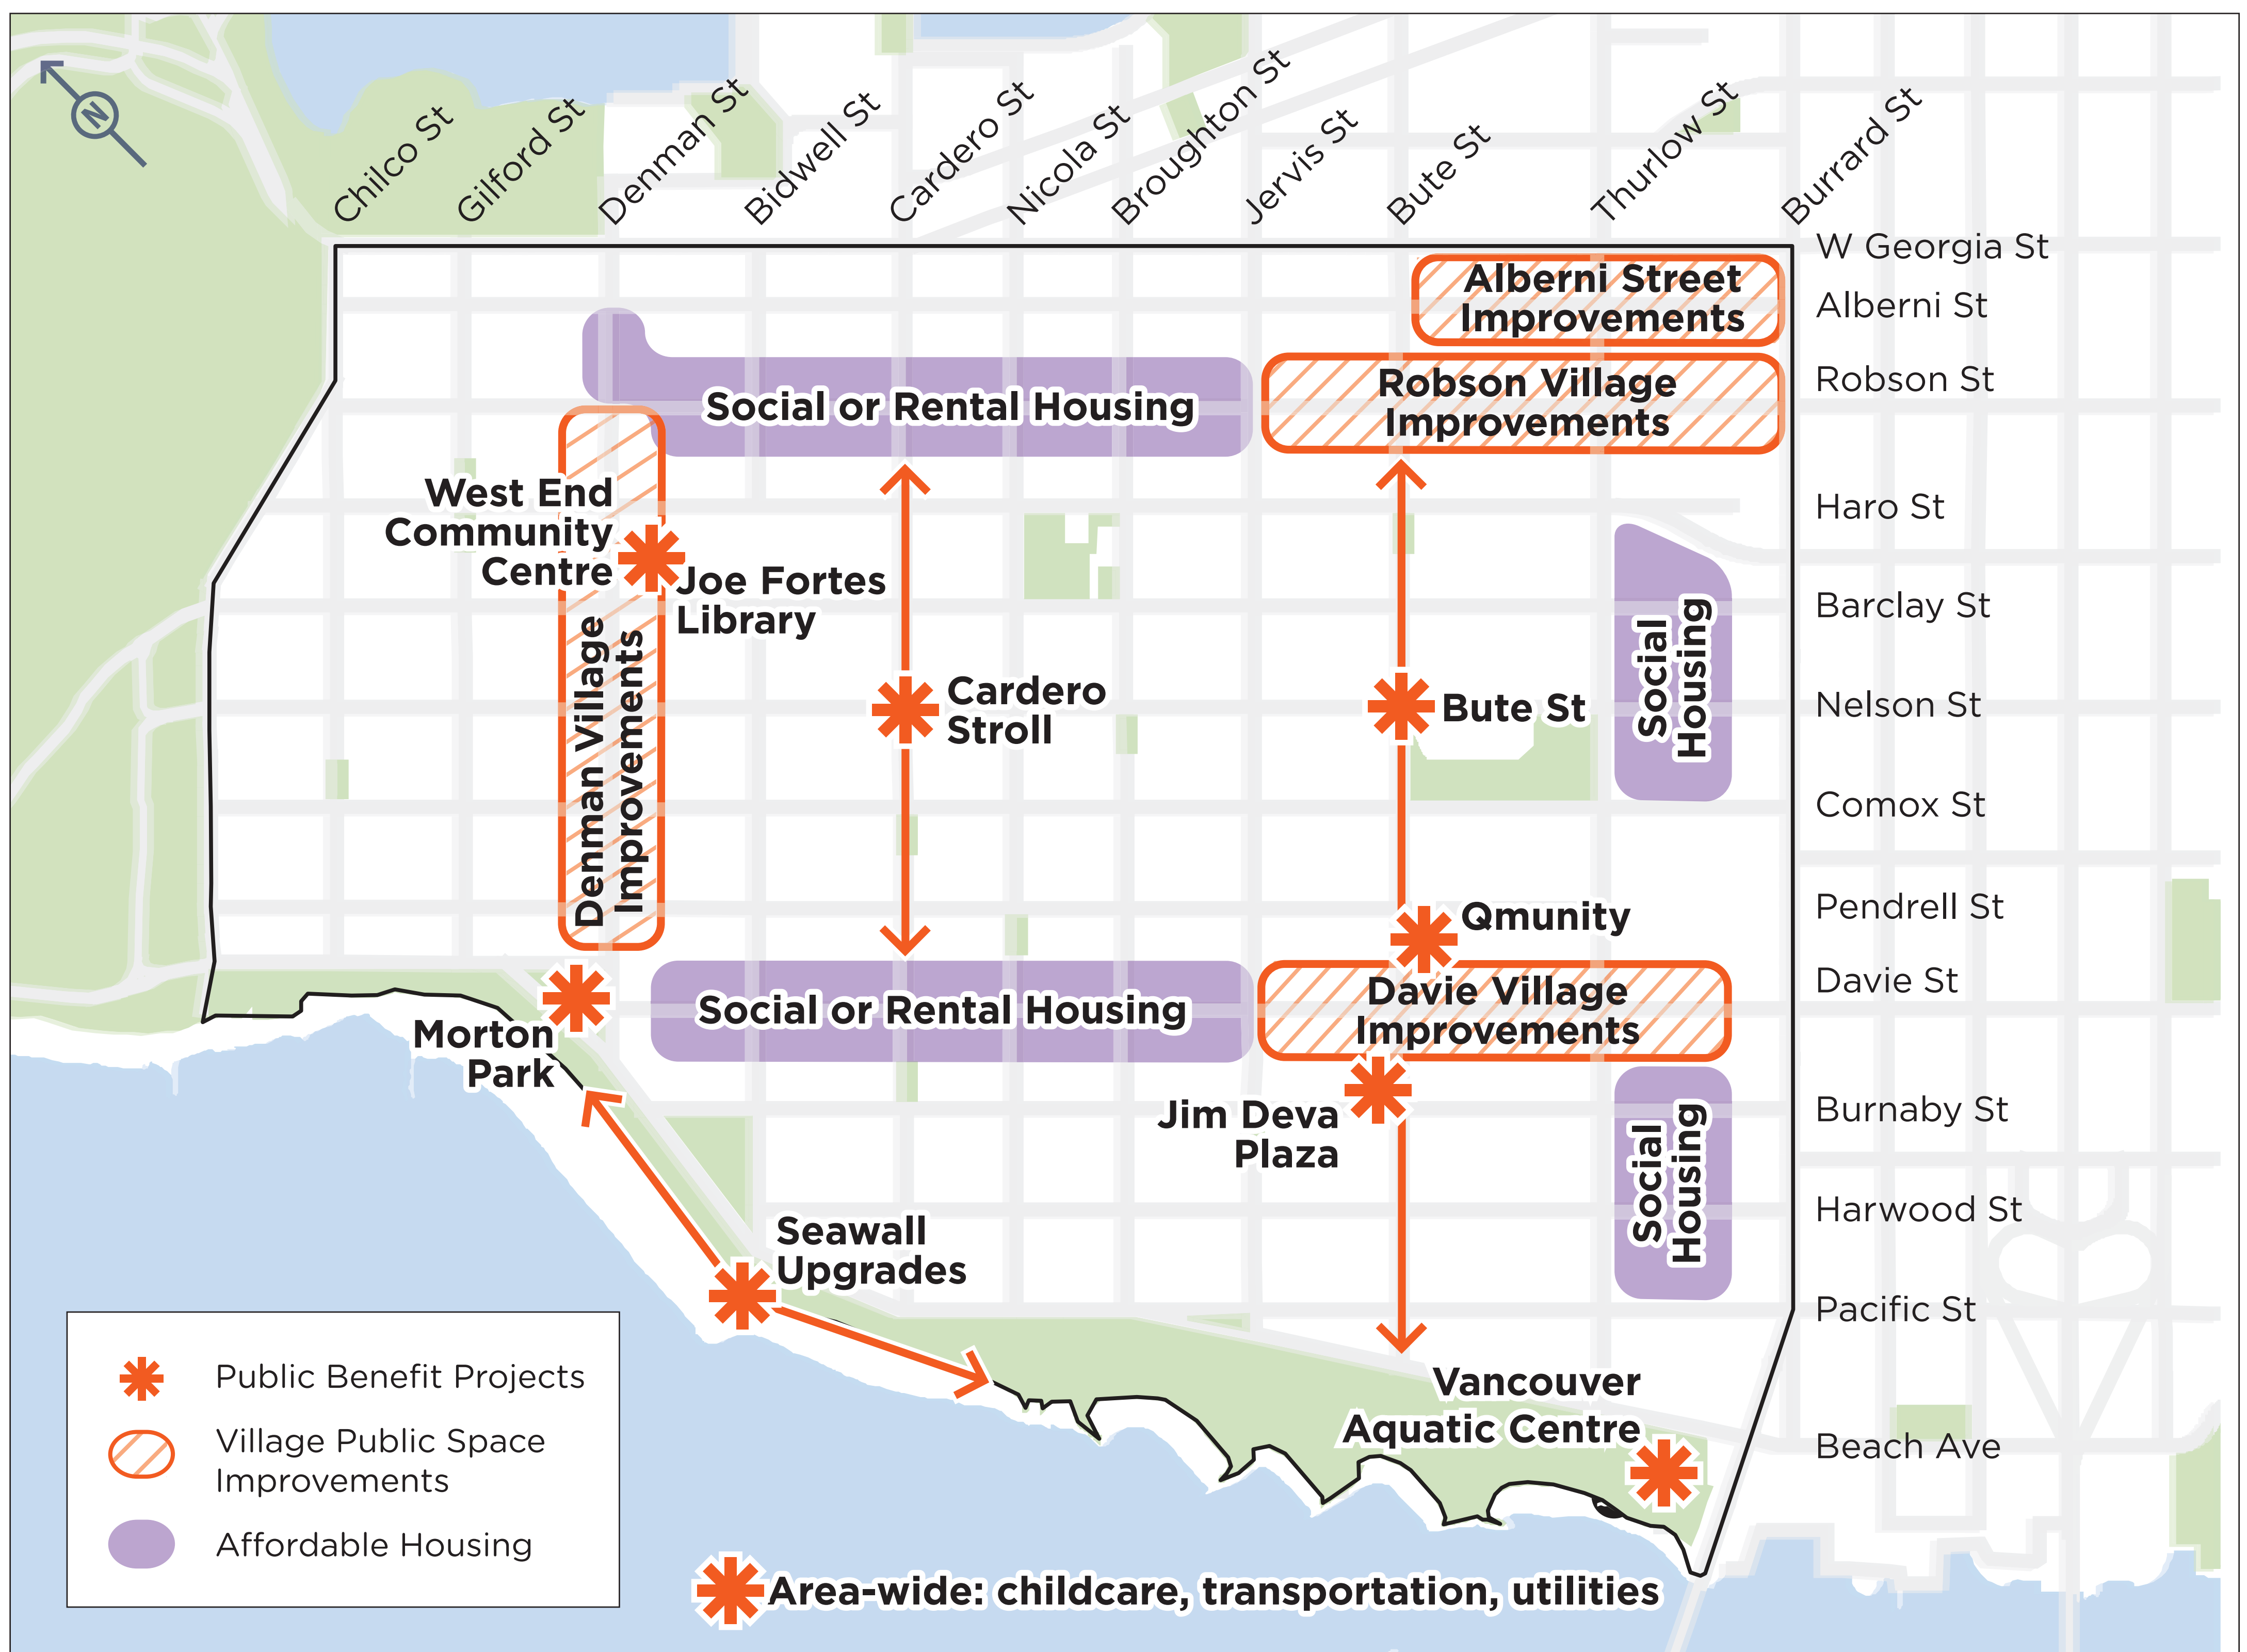 N
Chilco St
Gilford St
Denman St
Bidwell St
Cardero St
Nicola St
Broughton St
Jervis St
Bute St
Thurlow St
Burrard St
W Georgia St
Alberni St
Robson St
Haro St
Barclay St
Nelson St
Comox St
Pendrell St
Davie St
Burnaby St
Harwood St
Pacific St
Beach Ave
Alberni Street
Improvements
Robson Village
Improvements
Social or Rental Housing
West End
Community
Centre
Joe Fortes
Library
Denman Village
Improvements
Cardero
Stroll
Bute St
Social
Housing
Qmunity
Davie Village
Improvements
Social or Rental Housing
Morton
Park
Jim Deva
Plaza
Social
Housing
Seawall
Upgrades
Vancouver
Aquatic Centre
Public Benefit Projects
Village Public Space
Improvements
Affordable Housing
Area-wide: childcare, transportation, utilities